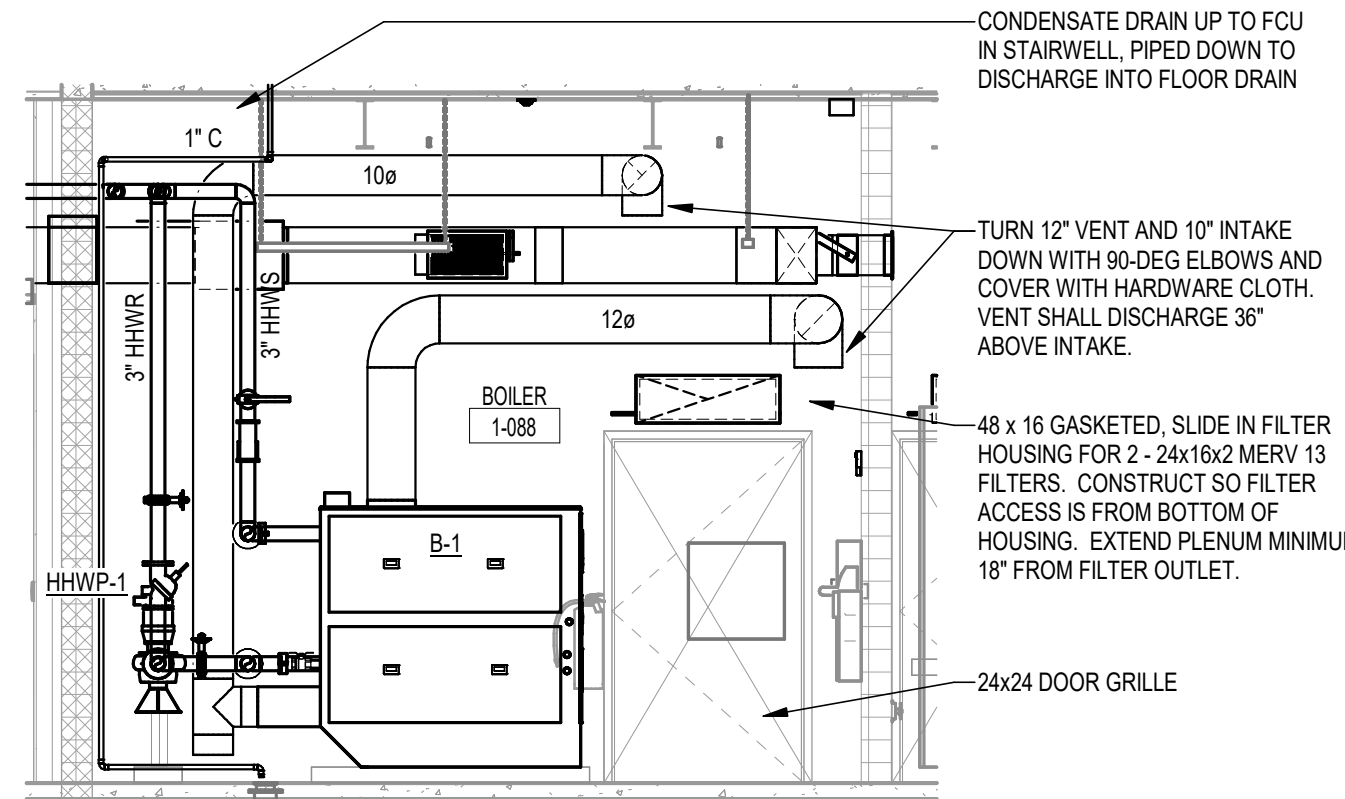 CONDENSATE DRAIN UP TO FCU
IN STAIRWELL, PIPED DOWN TO
DISCHARGE INTO FLOOR DRAIN
1" C
10ø
TURN 12" VENT AND 10" INTAKE
DOWN WITH 90-DEG ELBOWS AND
COVER WITH HARDWARE CLOTH.
VENT SHALL DISCHARGE 36"
ABOVE INTAKE.
3" HHWR
3" HHWS
12ø
BOILER
1-088
48 x 16 GASKETED, SLIDE IN FILTER
HOUSING FOR 2 - 24x16x2 MERV 13
FILTERS. CONSTRUCT SO FILTER
ACCESS IS FROM BOTTOM OF
HOUSING. EXTEND PLENUM MINIMU
18" FROM FILTER OUTLET.
B-1
HHWP-1
24x24 DOOR GRILLE